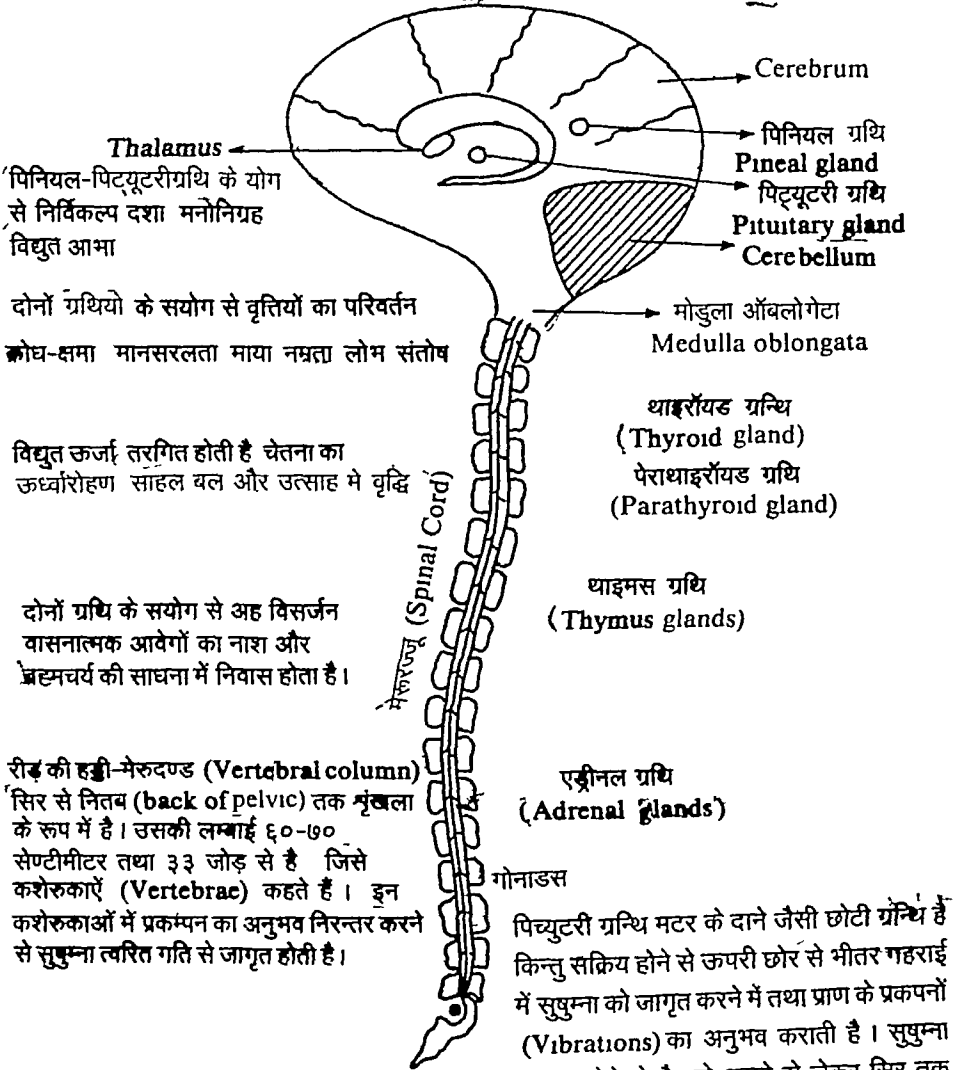 Cerebrum
पिनियल ग्रथि
Pineal gland
पिट्यूटरी ग्रथि
Pituitary gland
Cerebellum
मोडुला ऑबलोगेटा
Medulla oblongata
Thalamus
पिनियल-पिट्यूटरीग्रथि के योग
से निर्विकल्प दशा मनोनिग्रह
विद्युत आभा
दोनों ग्रथियो के सयोग से वृत्तियों का परिवर्तन
क्रोध-क्षमा मानसरलता माया नम्रता लोभ संतोष
विद्युत ऊर्जा तरगित होती है चेतना का
ऊर्ध्वारोहण साहल बल और उत्साह मे वृद्धि
दोनों ग्रथि के सयोग से अह विसर्जन
वासनात्मक आवेगों का नाश और
ब्रह्मचर्य की साधना में निवास होता है।
मेरूरज्जू (Spinal Cord)
थाइरॉयड ग्रन्थि
(Thyroid gland)
पेराथाइरॉयड ग्रथि
(Parathyroid gland)
थाइमस ग्रथि
(Thymus glands)
एड्रीनल ग्रथि
(Adrenal glands)
गोनाडस
रीड की हड्डी-मेरुदण्ड (Vertebral column)
सिर से नितब (back of pelvic) तक शृंखला
के रूप में है। उसकी लम्बाई ६०-७०
सेण्टीमीटर तथा ३३ जोड़ से है जिसे
कशेरुकाऐं (Vertebrae) कहते हैं। इन
कशेरुकाओं में प्रकम्पन का अनुभव निरन्तर करने
से सुषुम्ना त्वरित गति से जागृत होती है।
पिच्युटरी ग्रन्थि मटर के दाने जैसी छोटी ग्रन्थि है
किन्तु सक्रिय होने से ऊपरी छोर से भीतर गहराई
में सुषुम्ना को जागृत करने में तथा प्राण के प्रकपनों
(Vibrations) का अनुभव कराती है। सुषुम्ना
से लेकर सिर तक